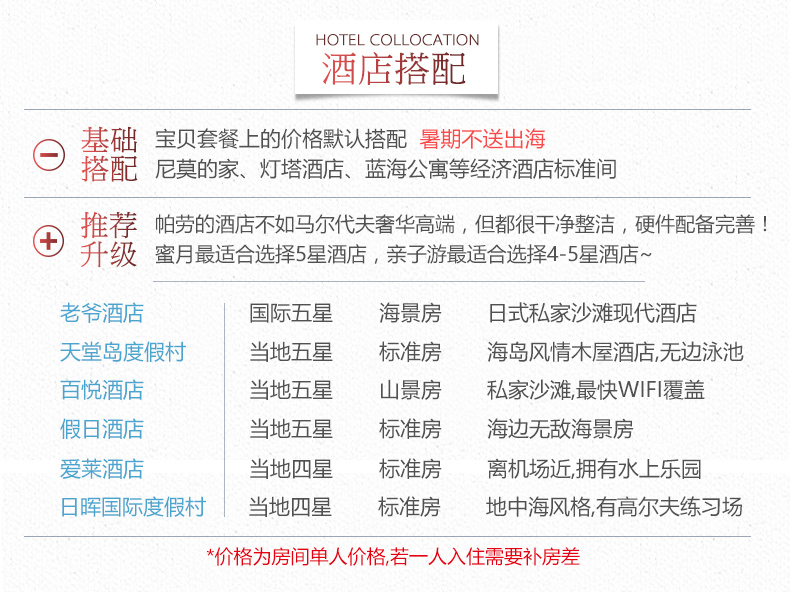 HOTEL COLLOCATION
酒店搭配
基础搭配
宝贝套餐上的价格默认搭配 暑期不送出海
尼莫的家、灯塔酒店、蓝海公寓等经济酒店标准间
推荐升级
帕劳的酒店不如马尔代夫奢华高端，但都很干净整洁，硬件配备完善！
蜜月最适合选择5星酒店，亲子游最适合选择4-5星酒店~
老爷酒店 国际五星 海景房 日式私家沙滩现代酒店
天堂岛度假村 当地五星 标准房 海岛风情木屋酒店,无边泳池
百悦酒店 当地五星 山景房 私家沙滩,最快WIFI覆盖
假日酒店 当地五星 标准房 海边无敌海景房
爱莱酒店 当地四星 标准房 离机场近,拥有水上乐园
日晖国际度假村 当地四星 标准房 地中海风格,有高尔夫练习场
*价格为房间单人价格,若一人入住需要补房差